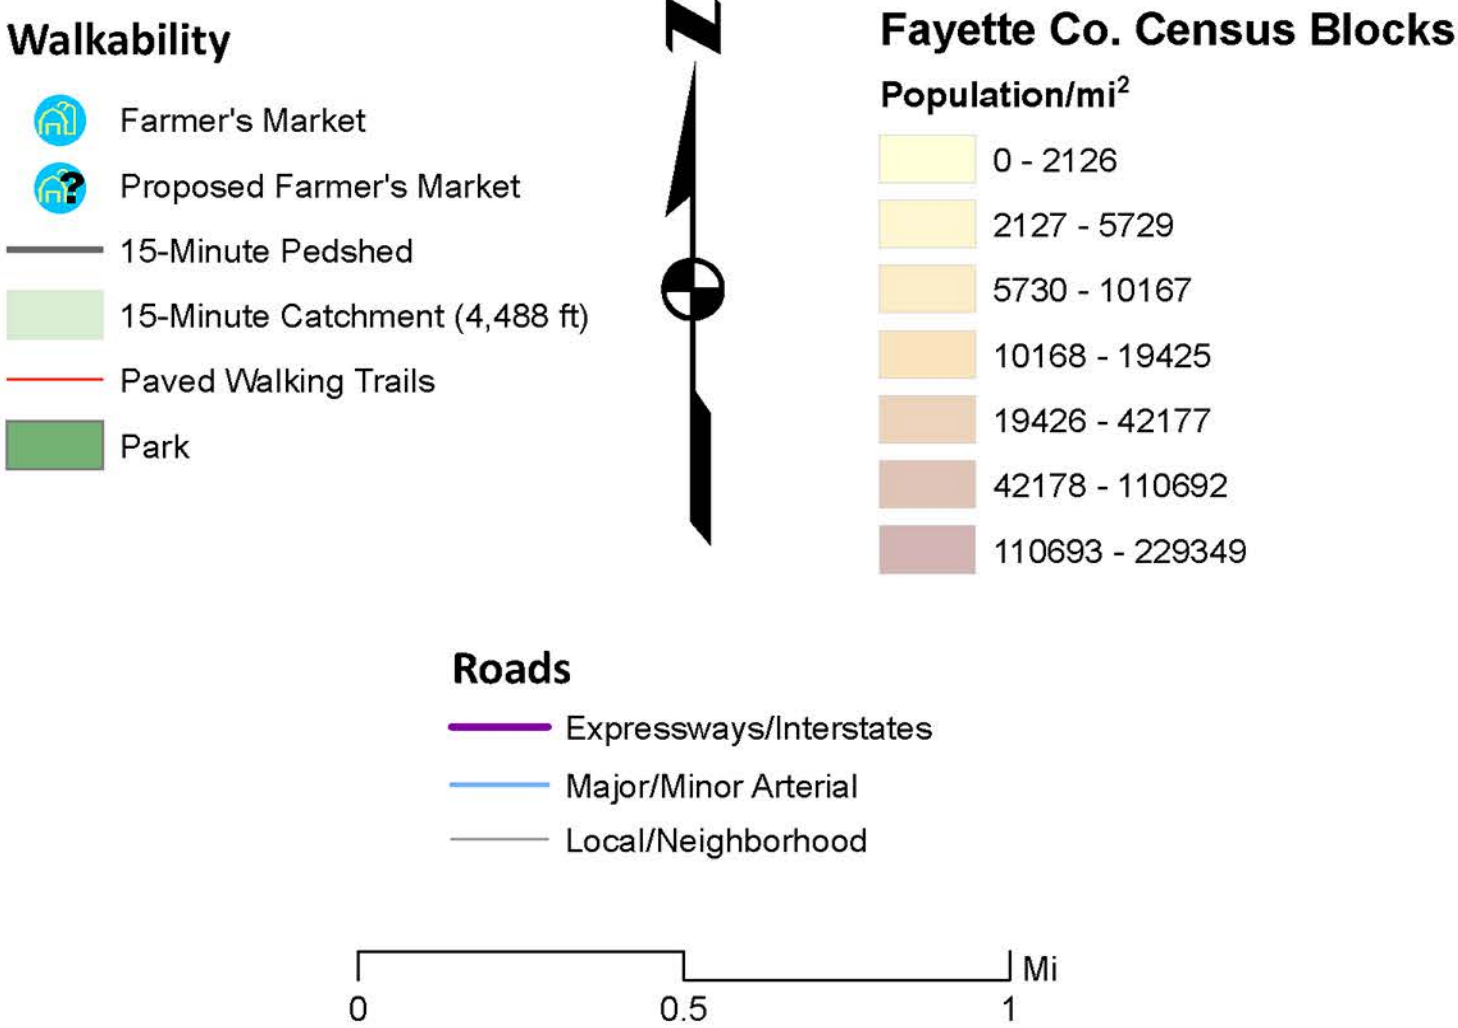 Walkability
Farmer's Market
? Proposed Farmer's Market
15-Minute Pedshed
15-Minute Catchment (4,488 ft)
Paved Walking Trails
Park
N
Fayette Co. Census Blocks
Population/mi²
0 - 2126
2127 - 5729
5730 - 10167
10168 - 19425
19426 - 42177
42178 - 110692
110693 - 229349
Roads
Expressways/Interstates
Major/Minor Arterial
Local/Neighborhood
Mi
0 0.5 1